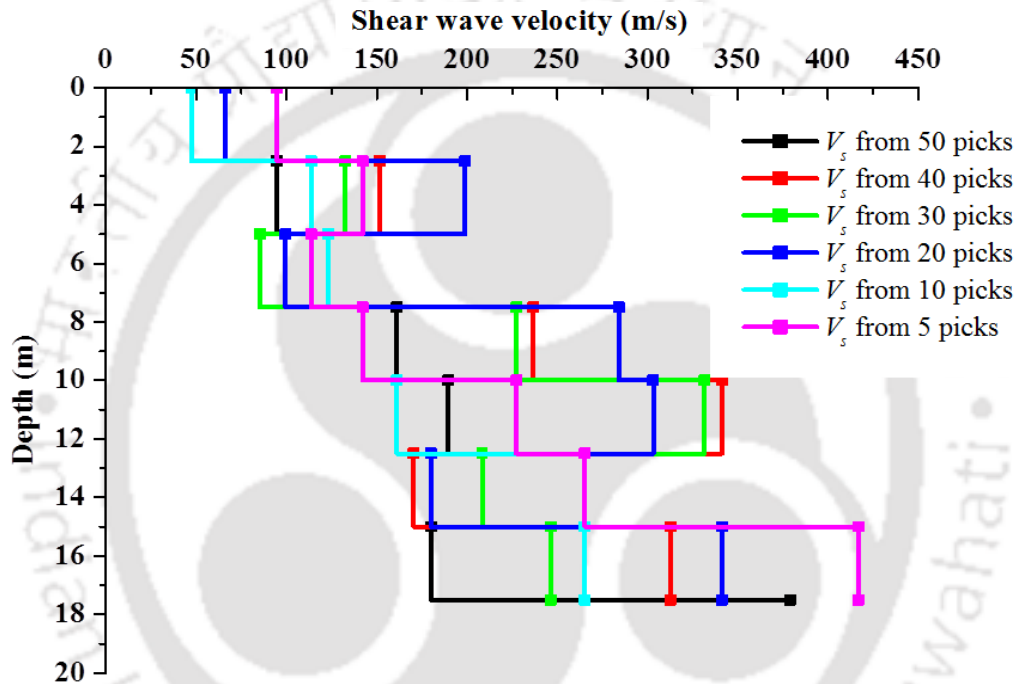 Shear wave velocity (m/s)
0 50 100 150 200 250 300 350 400 450
0
2
4
6
8
10
12
14
16
18
20
Depth (m)
Vs from 50 picks
Vs from 40 picks
Vs from 30 picks
Vs from 20 picks
Vs from 10 picks
Vs from 5 picks